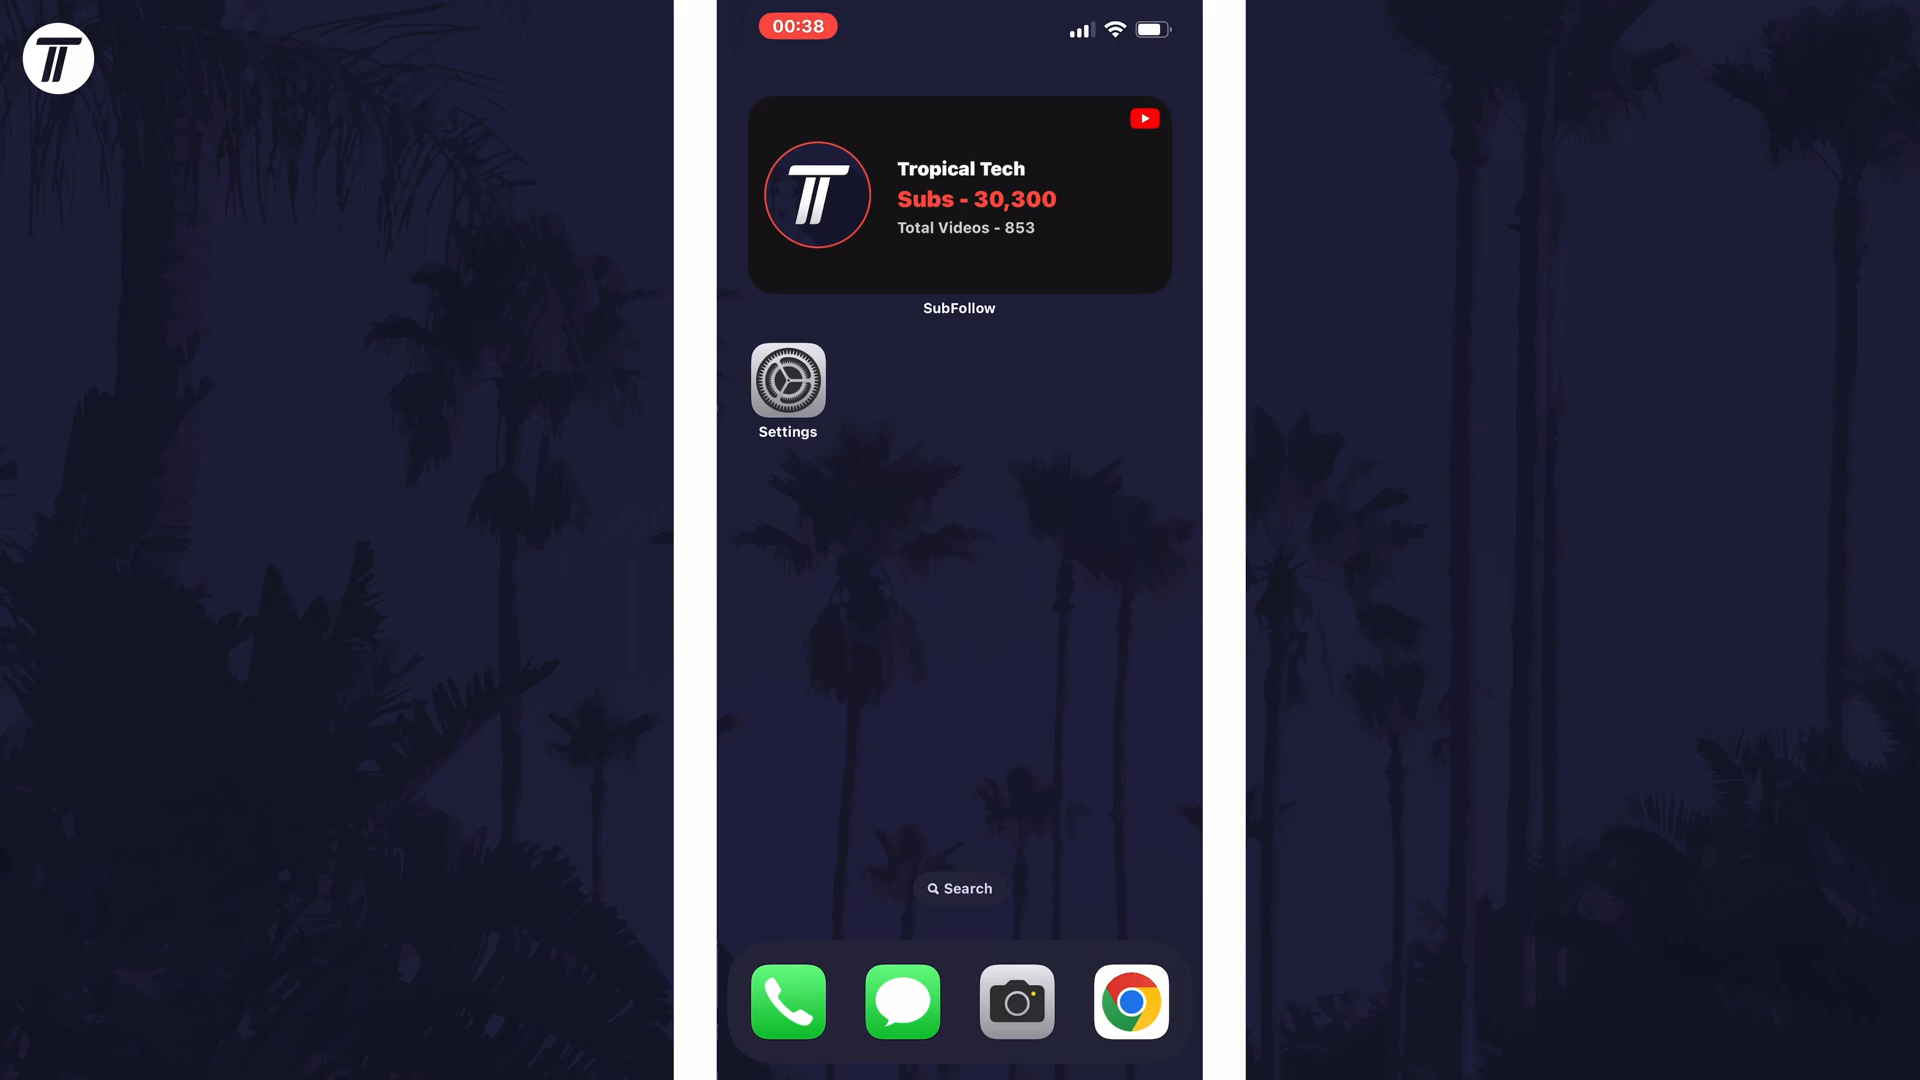 00:38
Tropical Tech
Subs - 30,300
Total Videos - 853
SubFollow
Settings
Search